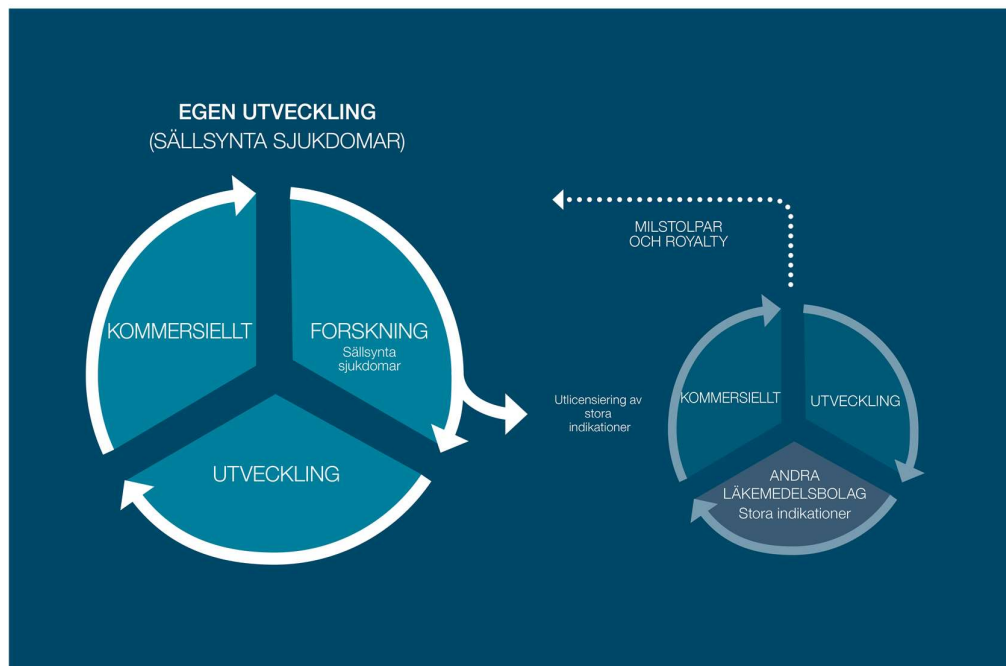 EGEN UTVECKLING
(SÄLLSYNTA SJUKDOMAR)
KOMMERSIELLT
FORSKNING
Sällsynta
sjukdomar
UTVECKLING
MILSTOLPAR
OCH ROYALTY
Utlicensiering av
stora
indikationer
KOMMERSIELLT
UTVECKLING
ANDRA
LÄKEMEDELSBOLAG
Stora indikationer